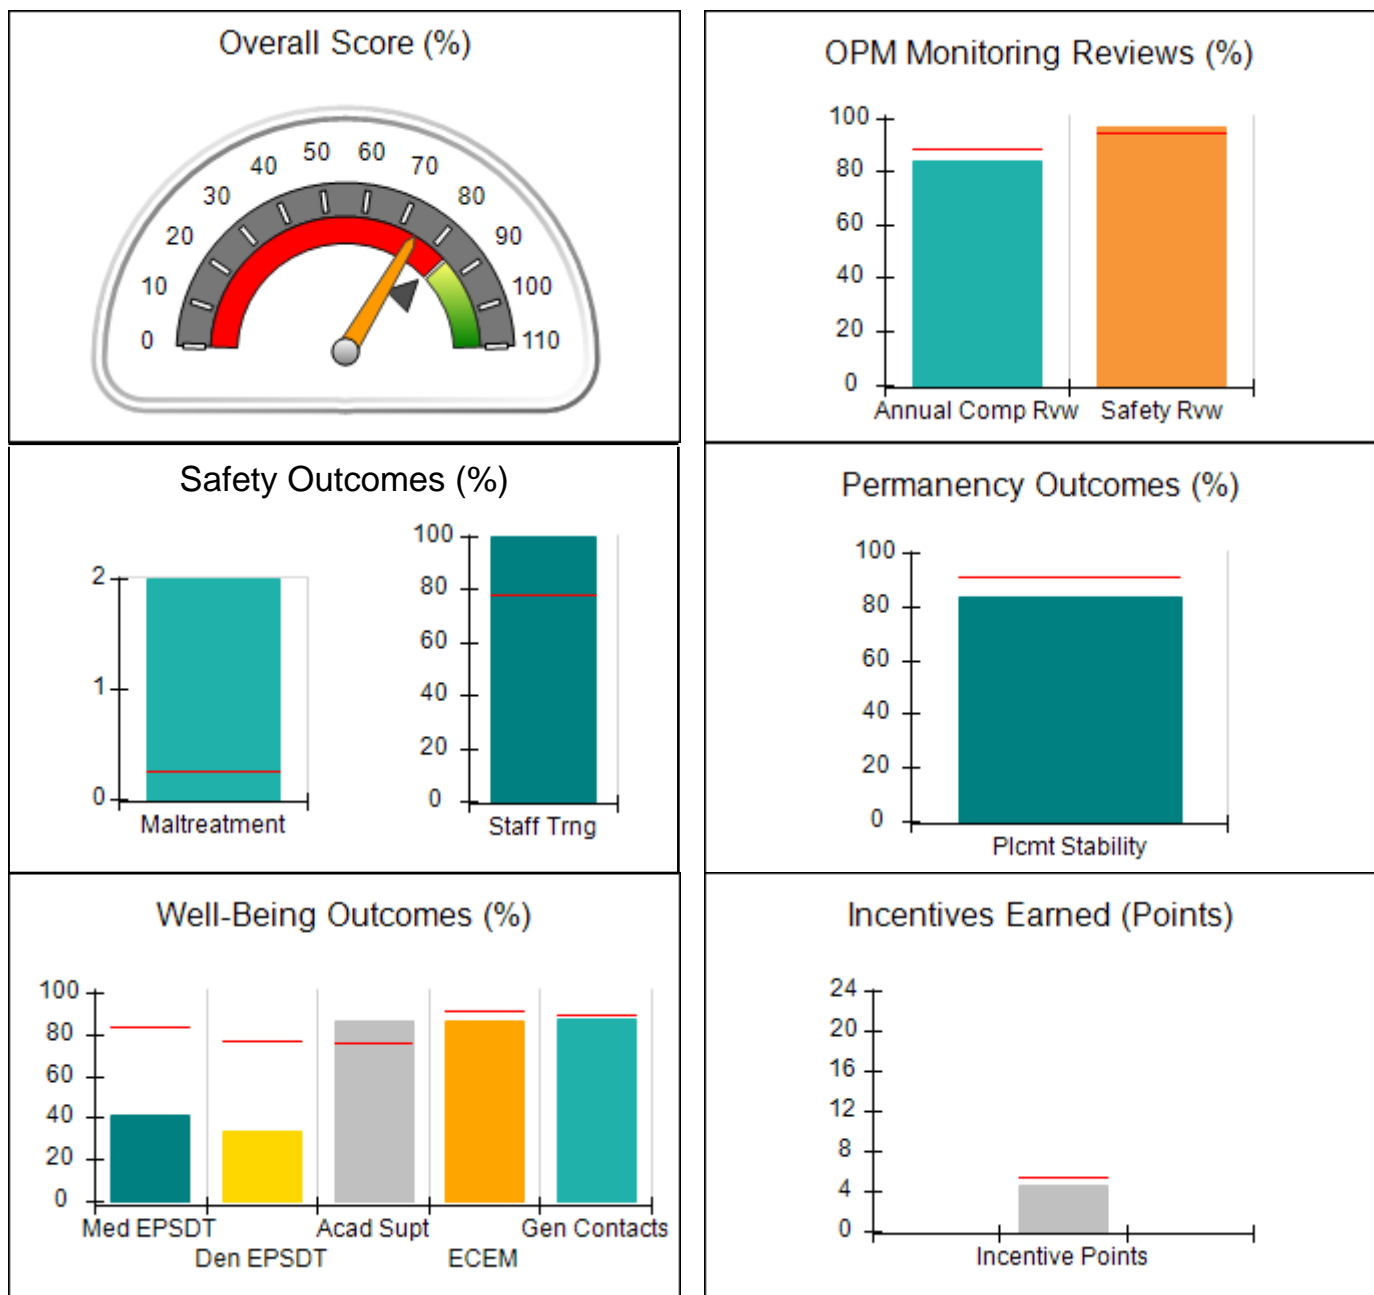 Overall Score (%)
0 10 20 30 40 50 60 70 80 90 100 110
OPM Monitoring Reviews (%)
100
80
60
40
20
0
Annual Comp Rvw Safety Rvw
Safety Outcomes (%)
2
1
0
Maltreatment
100
80
60
40
20
0
Staff Trng
Permanency Outcomes (%)
100
80
60
40
20
0
Plcmt Stability
Well-Being Outcomes (%)
100
80
60
40
20
0
Med EPSDT Acad Supt Gen Contacts
Den EPSDT ECEM
Incentives Earned (Points)
24
20
16
12
8
4
0
Incentive Points